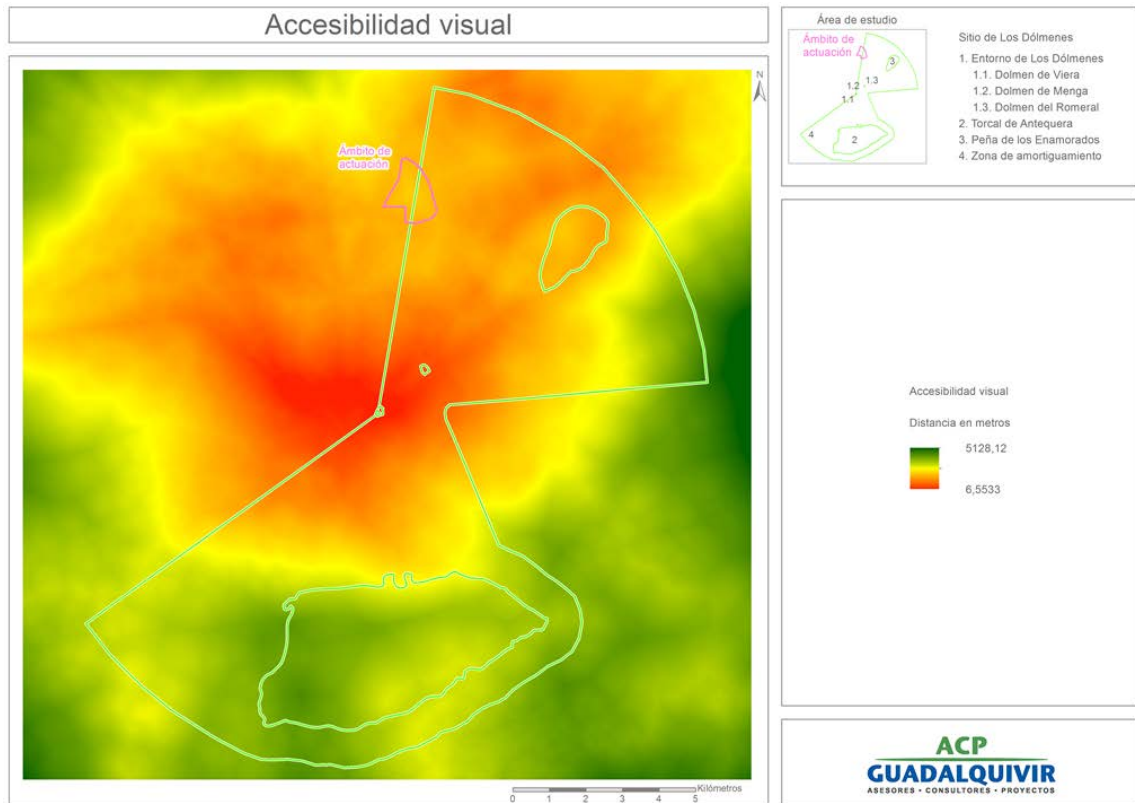 Accesibilidad visual
N
Ámbito de
actuación
0 1 2 3 4 5
Kilómetros
Área de estudio
Ámbito de
actuación
3
1.3
1.2
1.1
4
2
Sitio de Los Dólmenes
1. Entorno de Los Dólmenes
1.1. Dolmen de Viera
1.2. Dolmen de Menga
1.3. Dolmen del Romeral
2. Torcal de Antequera
3. Peña de los Enamorados
4. Zona de amortiguamiento
Accesibilidad visual
Distancia en metros
5128,12
6,5533
ACP
GUADALQUIVIR
ASESORES • CONSULTORES • PROYECTOS